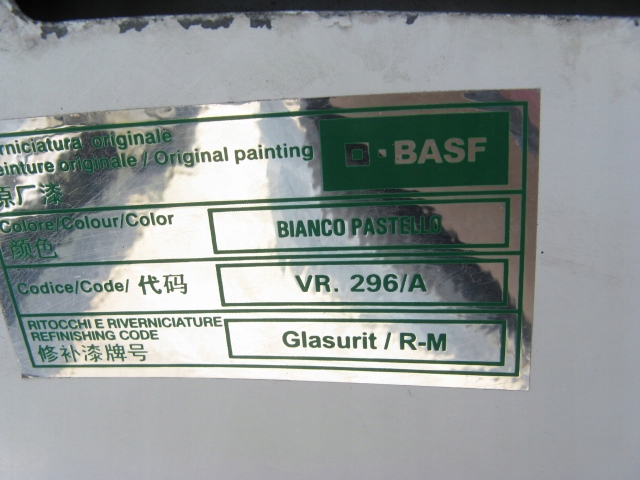 rniciatura originale
einture originale / Original painting
原厂漆
BASF
Colore/Colour/Color
颜色
BIANCO PASTELLO
Codice/Code/ 代码
VR. 296/A
RITOCCHI E RIVERNICIATURE
REFINISHING CODE
修补漆牌号
Glasurit / R-M